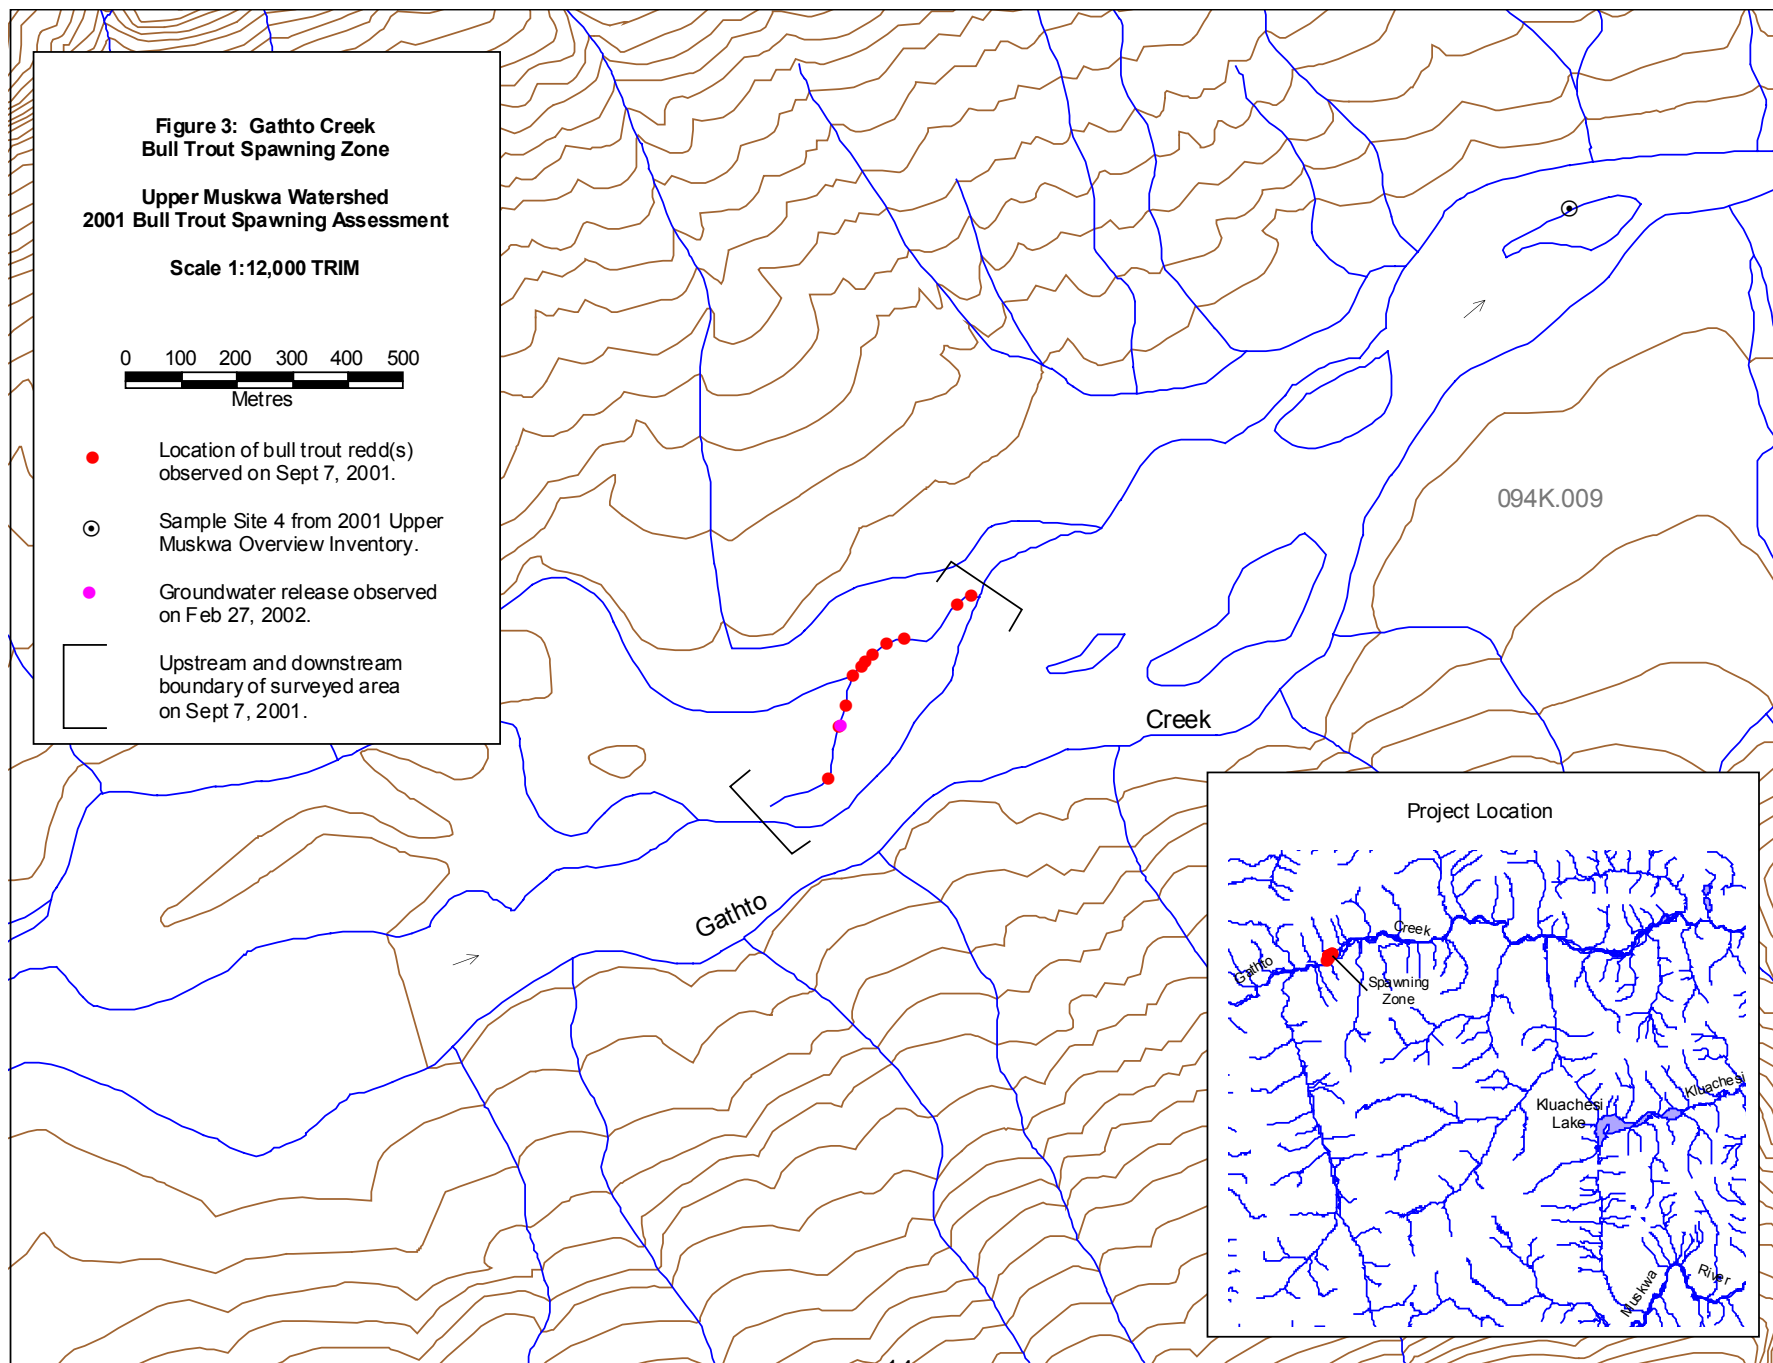 Figure 3: Gathto Creek
Bull Trout Spawning Zone
Upper Muskwa Watershed
2001 Bull Trout Spawning Assessment
Scale 1:12,000 TRIM
0 100 200 300 400 500
Metres
Location of bull trout redd(s)
observed on Sept 7, 2001.
Sample Site 4 from 2001 Upper
Muskwa Overview Inventory.
Groundwater release observed
on Feb 27, 2002.
Upstream and downstream
boundary of surveyed area
on Sept 7, 2001.
094K.009
Creek
Gathto
Project Location
Creek
Gathto
Spawning
Zone
Kluachesi
Kluachesi
Lake
Muskwa
River